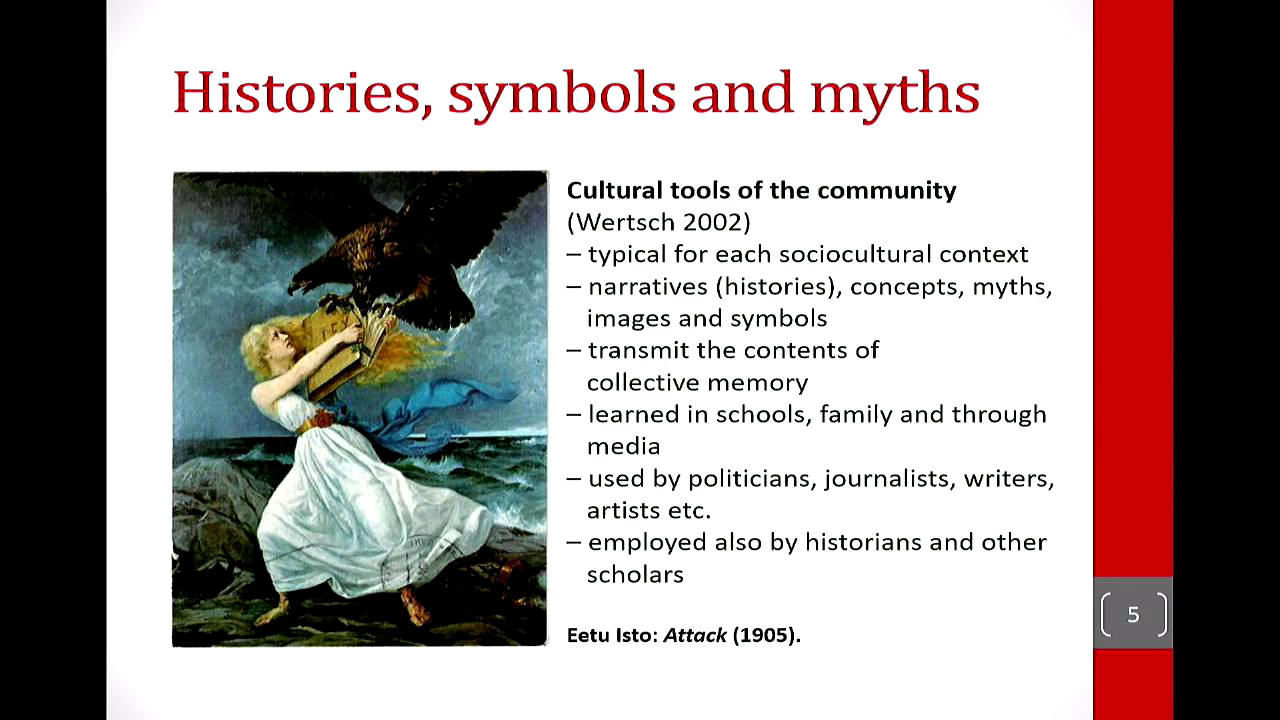 Histories, symbols and myths
Cultural tools of the community
(Wertsch 2002)
– typical for each sociocultural context
– narratives (histories), concepts, myths,
images and symbols
– transmit the contents of
collective memory
– learned in schools, family and through
media
– used by politicians, journalists, writers,
artists etc.
– employed also by historians and other
scholars
Eetu Isto: Attack (1905).
5
LEX